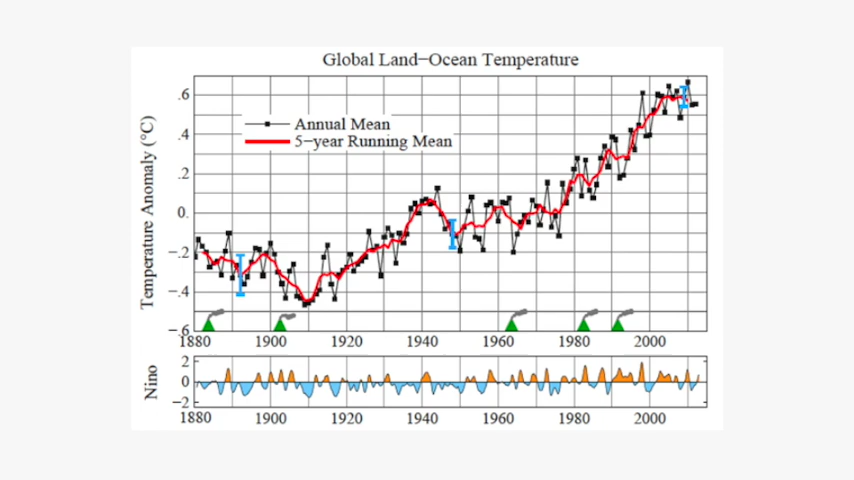 Global Land−Ocean Temperature
Temperature Anomaly (°C)
.6
.4
.2
0.
-.2
-.4
-.6
Annual Mean
5−year Running Mean
1880 1900 1920 1940 1960 1980 2000
Nino
2
0
−2
1880 1900 1920 1940 1960 1980 2000